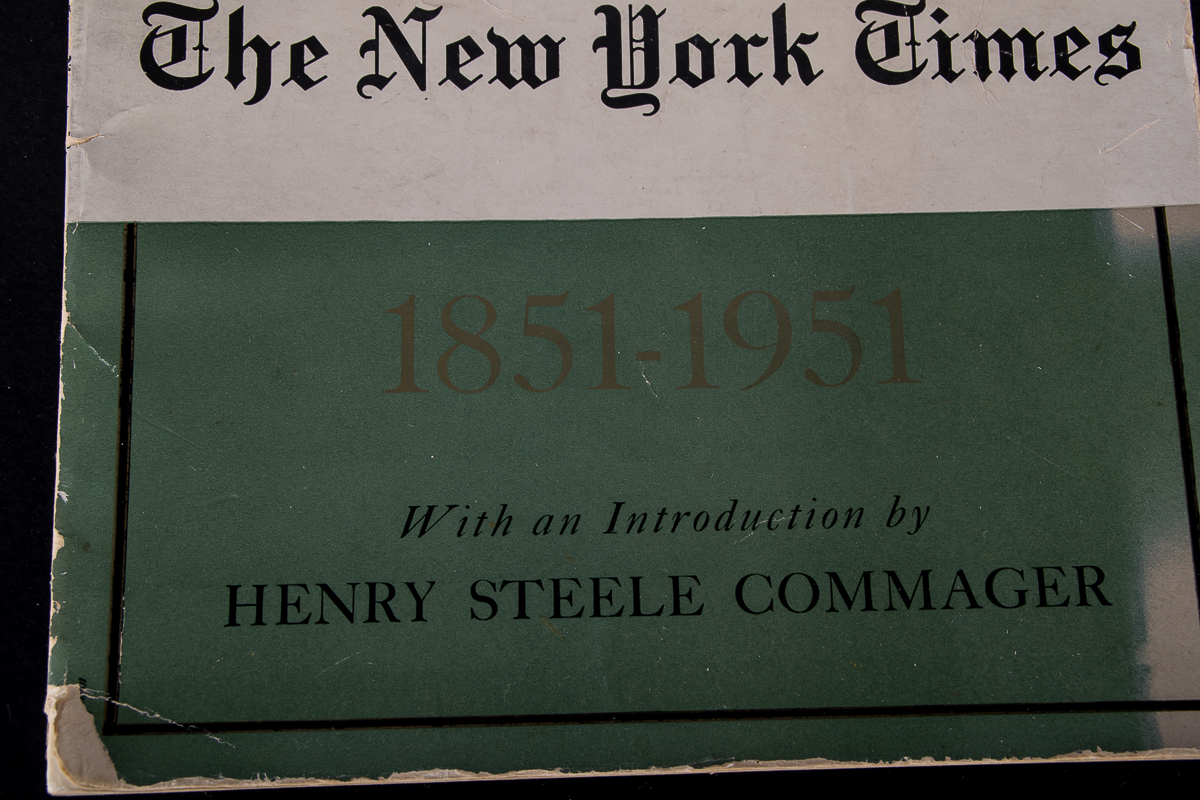 The New York Times
1851-1951
With an Introduction by
HENRY STEELE COMMAGER